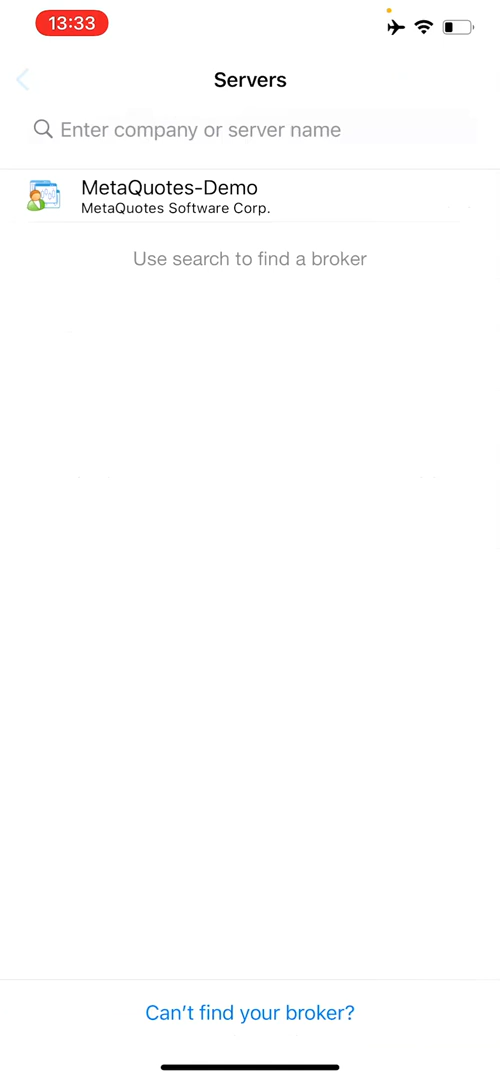 13:33
Servers
Enter company or server name
MetaQuotes-Demo
MetaQuotes Software Corp.
Use search to find a broker
Can't find your broker?